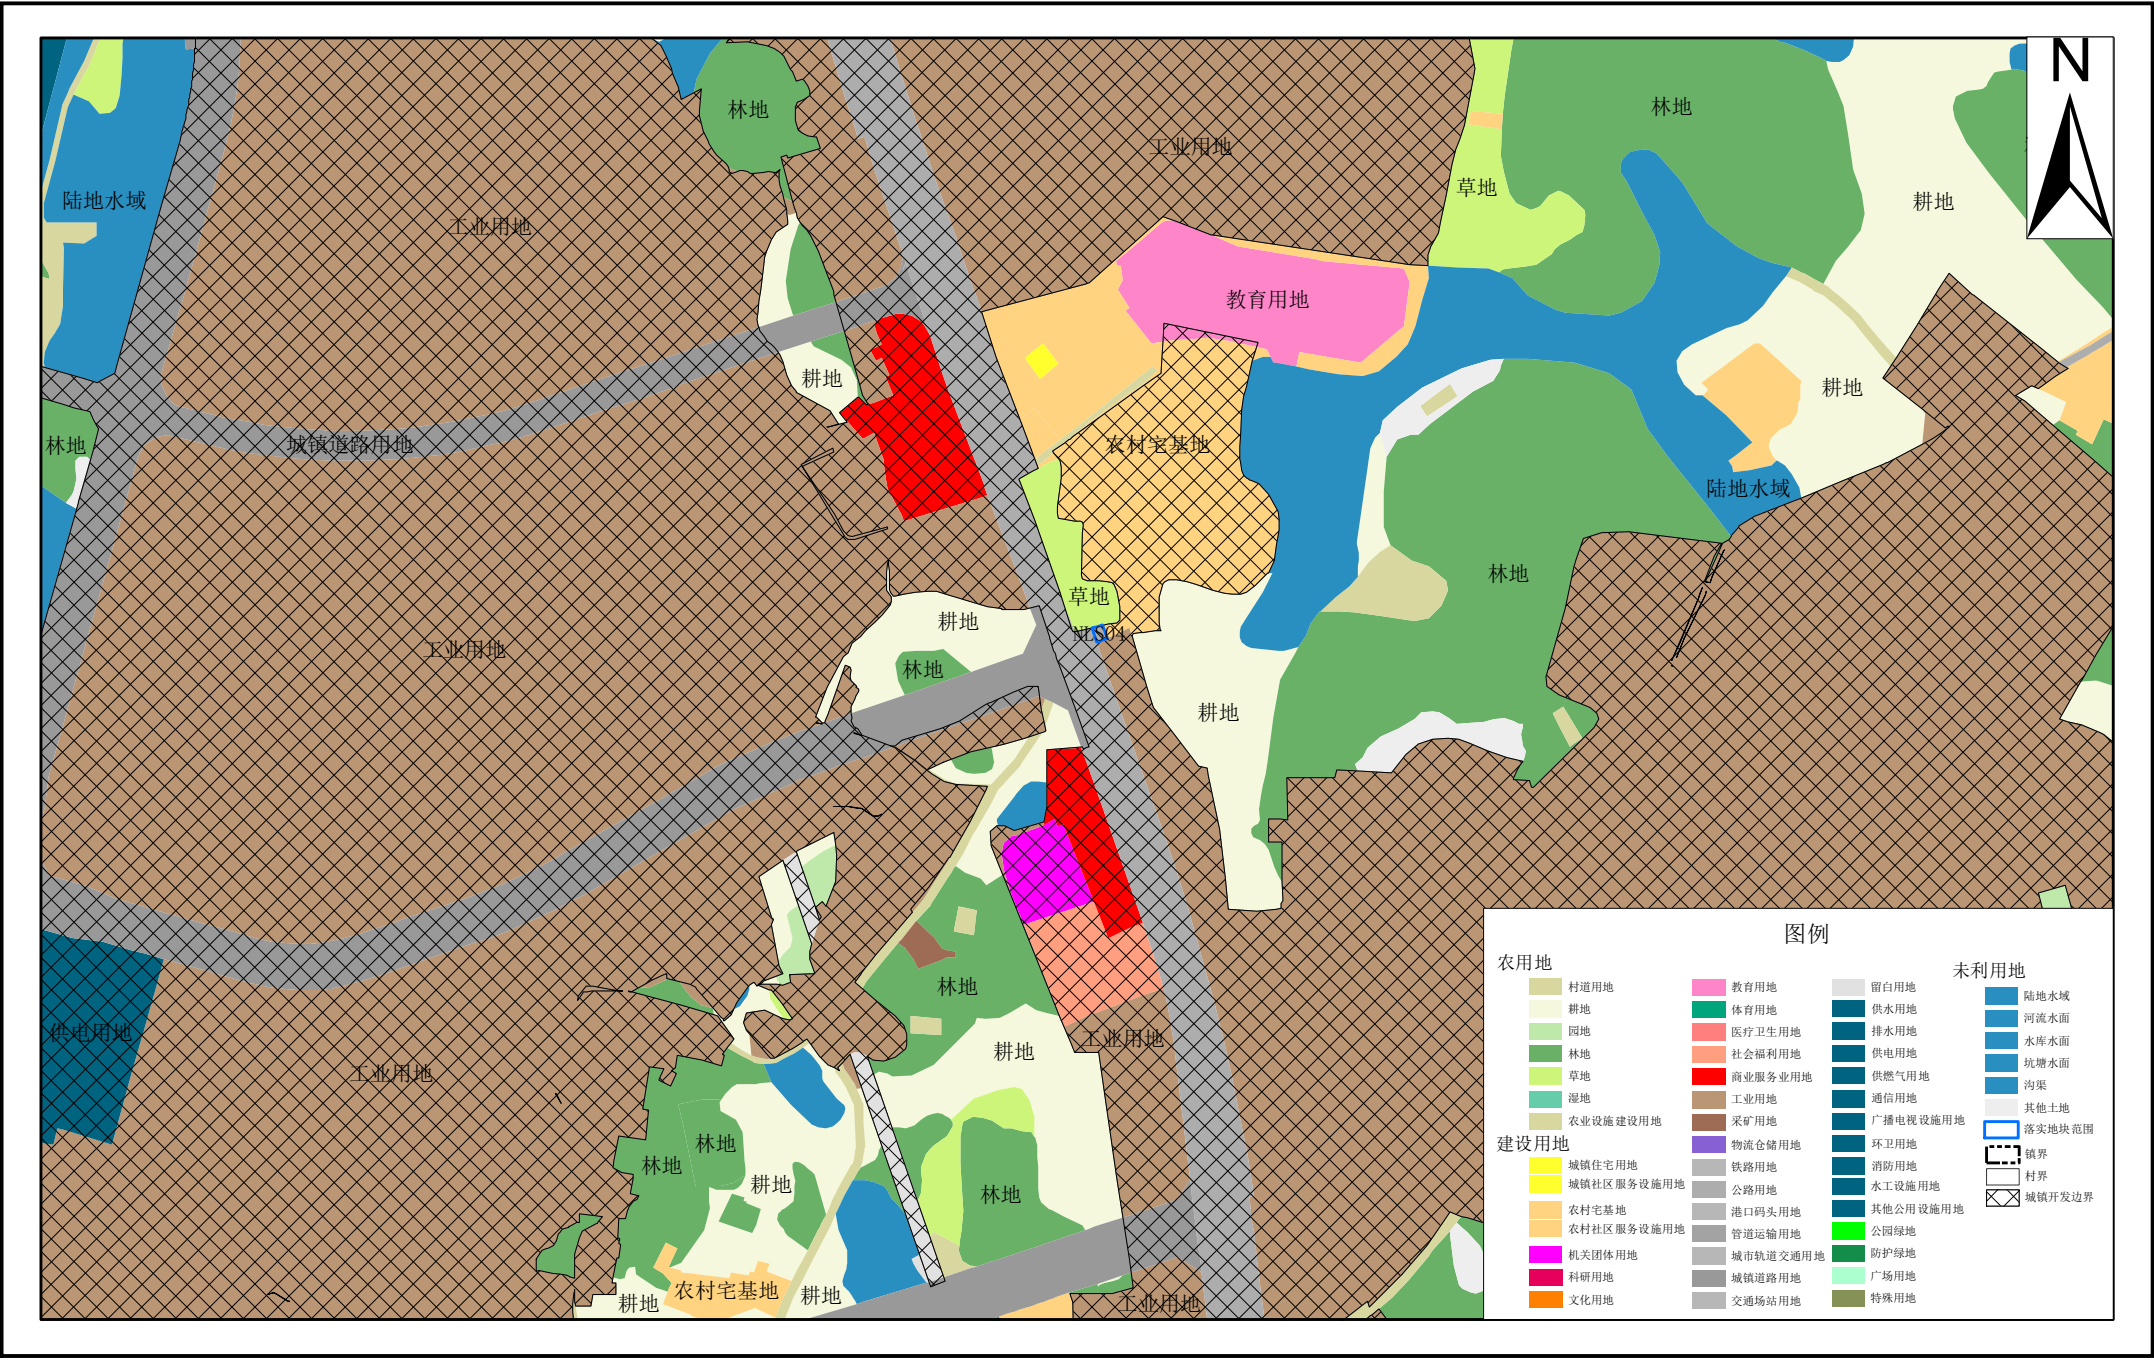 N
林地
林地
工业用地
陆地水域
草地
耕地
工业用地
教育用地
耕地
耕地
林地
城镇道路用地
农村宅基地
陆地水域
林地
草地
耕地
NLS04
工业用地
林地
耕地
林地
耕地
供电用地
工业用地
工业用地
林地
林地
耕地
林地
农村宅基地
耕地
耕地
工业用地
图例
农用地
村道用地
耕地
园地
林地
草地
湿地
农业设施建设用地
建设用地
城镇住宅用地
城镇社区服务设施用地
农村宅基地
农村社区服务设施用地
机关团体用地
科研用地
文化用地
教育用地
体育用地
医疗卫生用地
社会福利用地
商业服务业用地
工业用地
采矿用地
物流仓储用地
铁路用地
公路用地
港口码头用地
管道运输用地
城市轨道交通用地
城镇道路用地
交通场站用地
留白用地
供水用地
排水用地
供电用地
供燃气用地
通信用地
广播电视设施用地
环卫用地
消防用地
水工设施用地
其他公用设施用地
公园绿地
防护绿地
广场用地
特殊用地
未利用地
陆地水域
河流水面
水库水面
坑塘水面
沟渠
其他土地
落实地块范围
镇界
村界
城镇开发边界